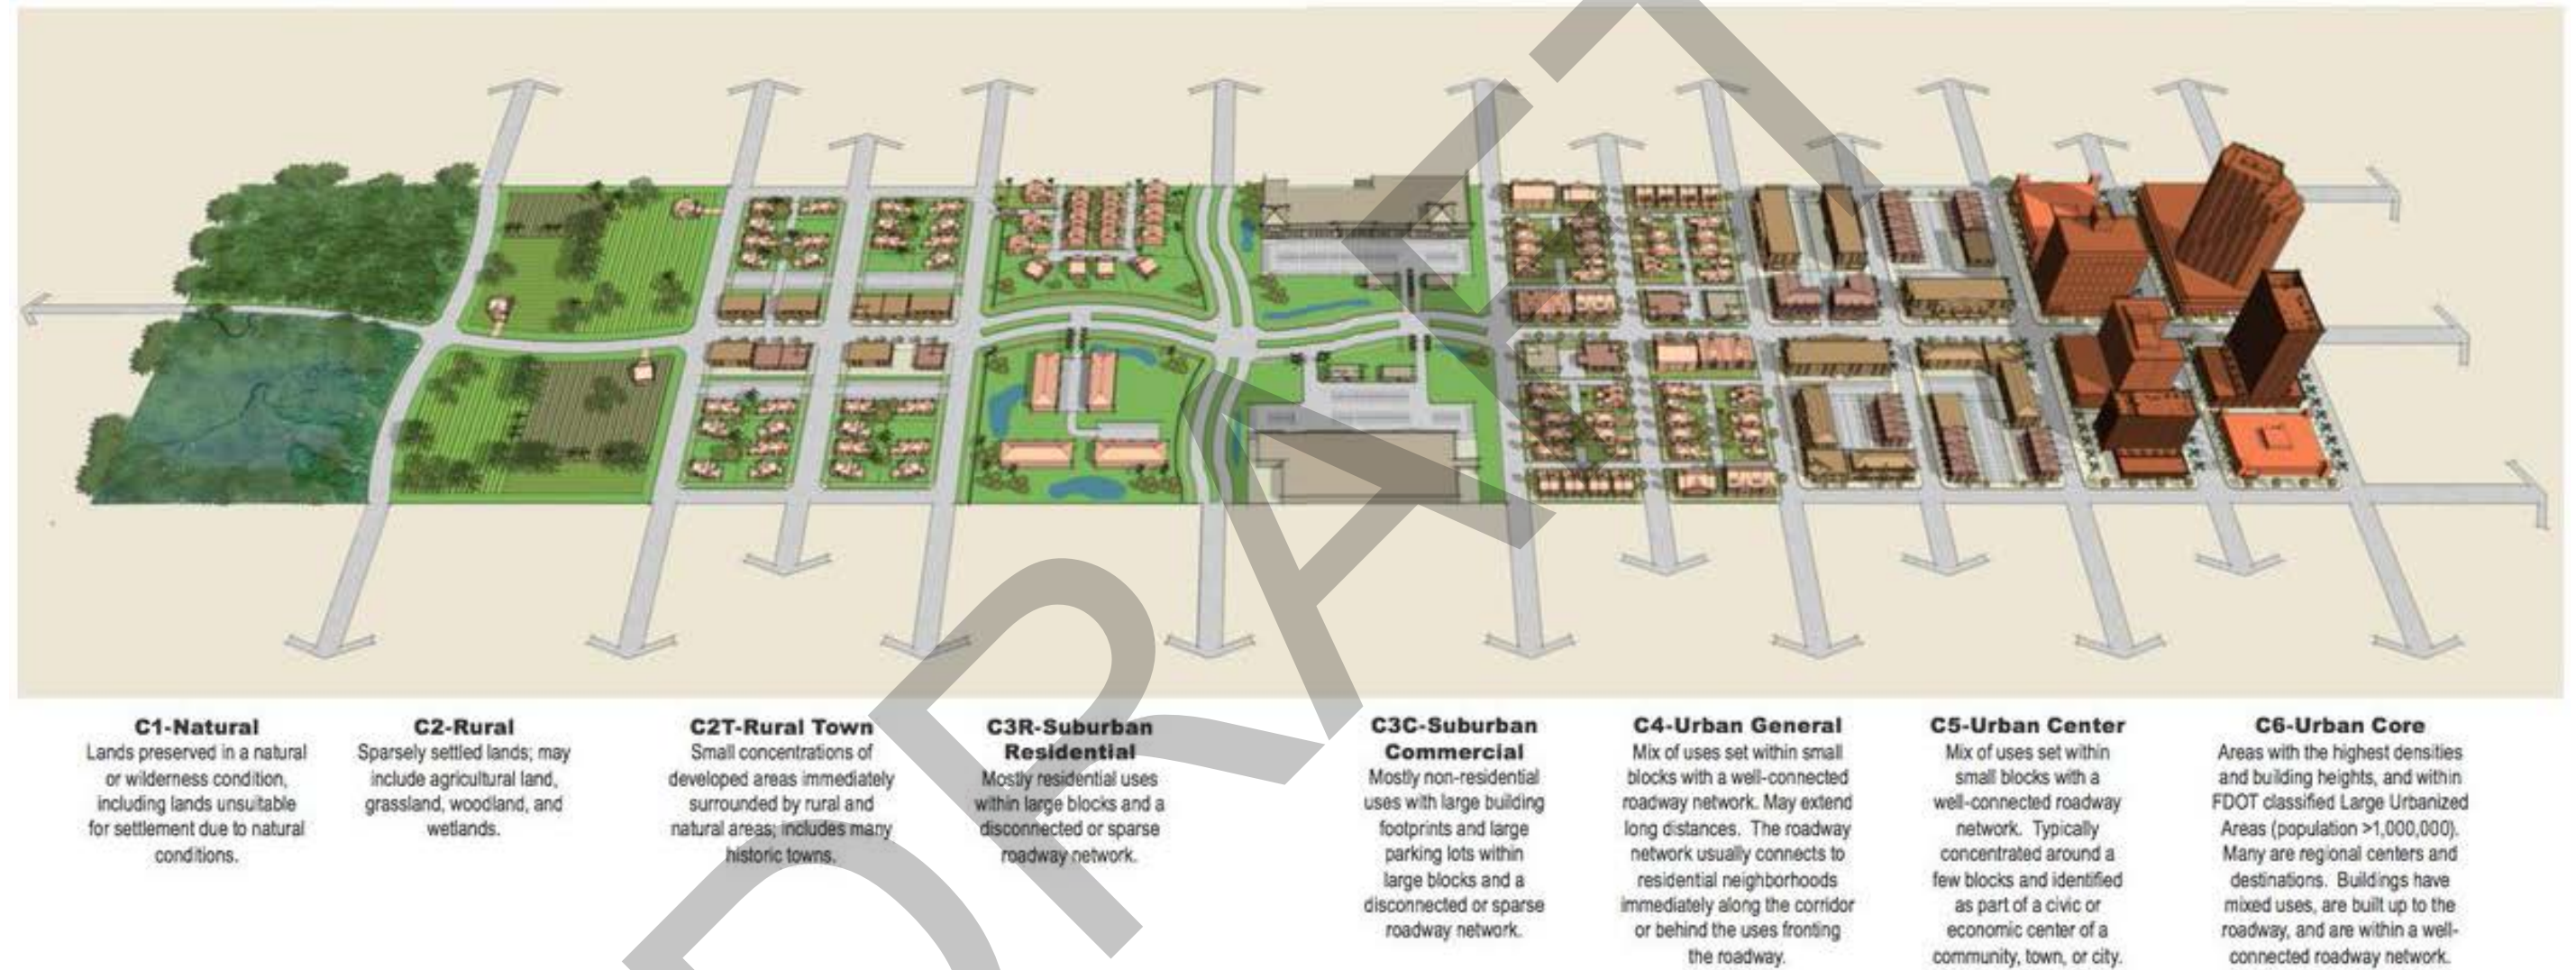 DRAFT
C1-Natural
Lands preserved in a natural
or wilderness condition,
including lands unsuitable
for settlement due to natural
conditions.
C2-Rural
Sparsely settled lands; may
include agricultural land,
grassland, woodland, and
wetlands.
C2T-Rural Town
Small concentrations of
developed areas immediately
surrounded by rural and
natural areas; includes many
historic towns.
C3R-Suburban
Residential
Mostly residential uses
within large blocks and a
disconnected or sparse
roadway network.
C3C-Suburban
Commercial
Mostly non-residential
uses with large building
footprints and large
parking lots within
large blocks and a
disconnected or sparse
roadway network.
C4-Urban General
Mix of uses set within small
blocks with a well-connected
roadway network. May extend
long distances. The roadway
network usually connects to
residential neighborhoods
immediately along the corridor
or behind the uses fronting
the roadway.
C5-Urban Center
Mix of uses set within
small blocks with a
well-connected roadway
network. Typically
concentrated around a
few blocks and identified
as part of a civic or
economic center of a
community, town, or city.
C6-Urban Core
Areas with the highest densities
and building heights, and within
FDOT classified Large Urbanized
Areas (population >1,000,000).
Many are regional centers and
destinations. Buildings have
mixed uses, are built up to the
roadway, and are within a well-
connected roadway network.